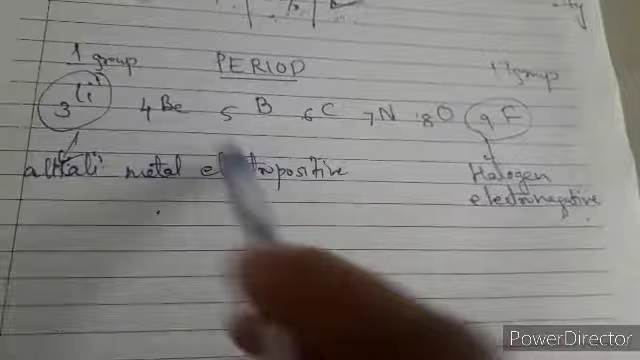 1 group PERIOD 17 group
3 Li 4 Be 5 B 6 C 7 N 8 O 9 F
alkali metal electropositive Halogen
electronegative
PowerDirector